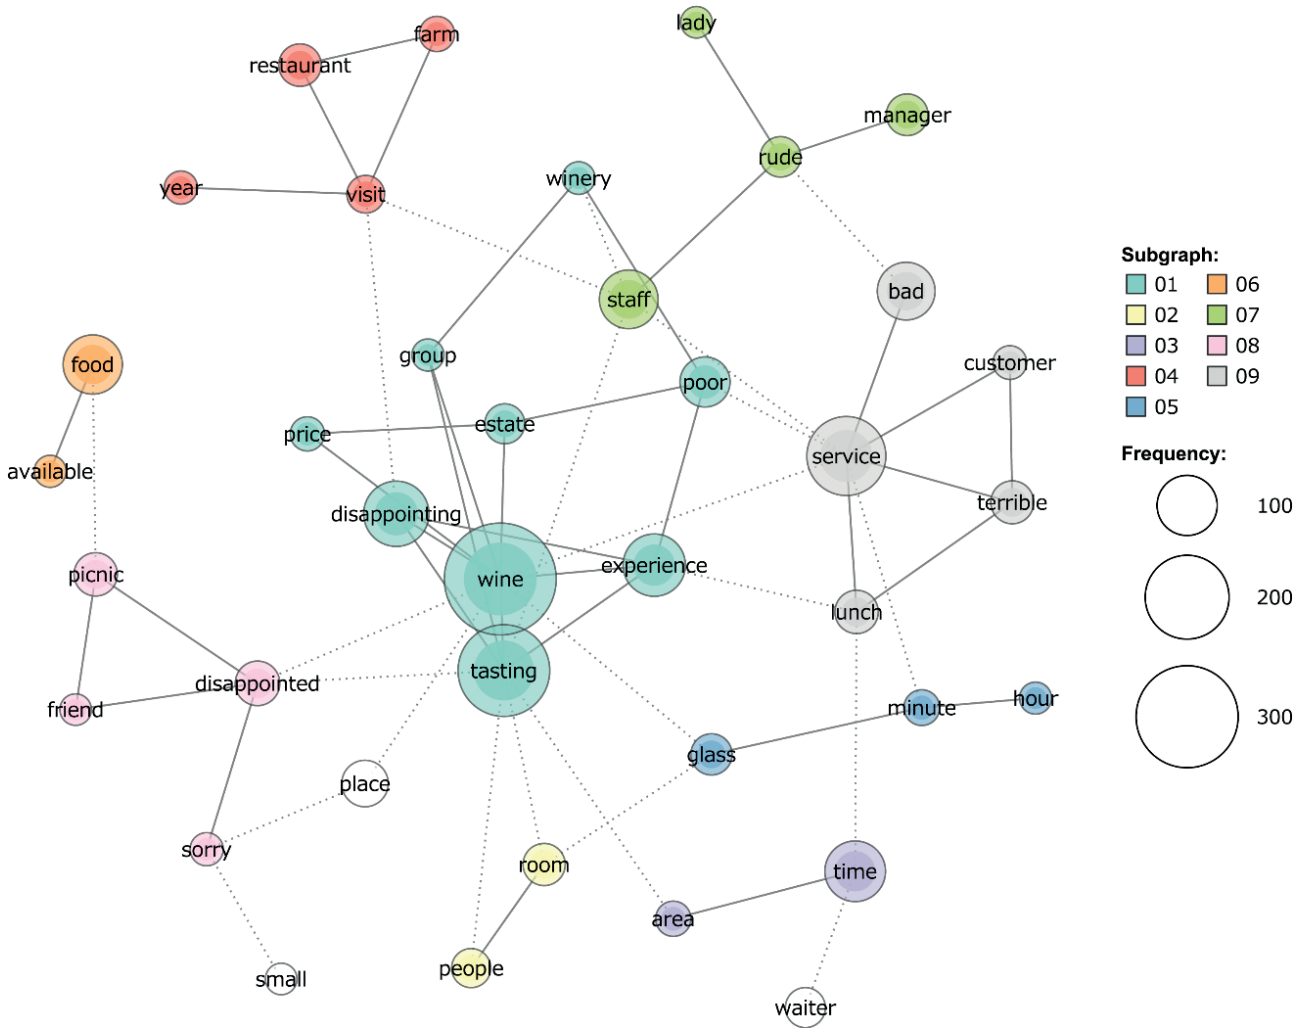 lady
farm
restaurant
manager
rude
winery
year
visit
Subgraph:
01 06
02 07
03 08
04 09
05
staff
bad
group
customer
food
poor
estate
price
Frequency:
service
available
terrible
100
disappointing
experience
wine
picnic
200
lunch
tasting
disappointed
hour
minute
friend
300
glass
place
sorry
room
time
area
people
small
waiter